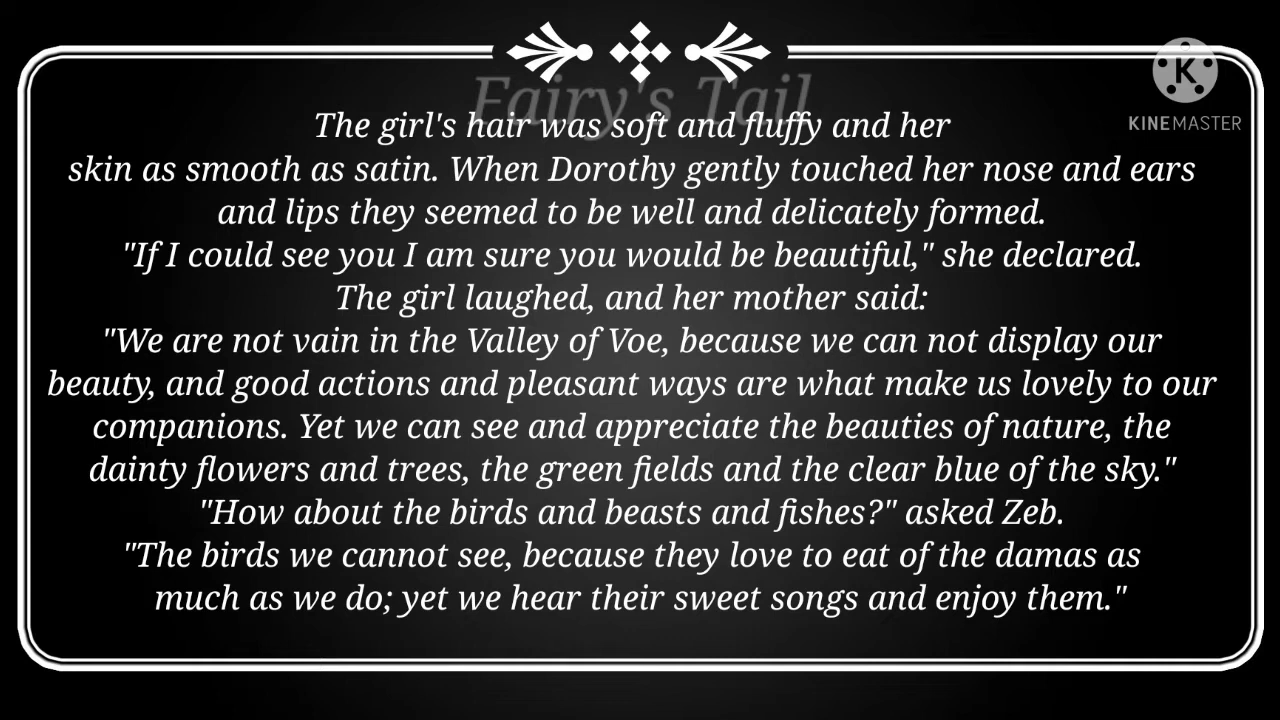 Fairy's Tail
K
KINEMASTER
The girl's hair was soft and fluffy and her
skin as smooth as satin. When Dorothy gently touched her nose and ears
and lips they seemed to be well and delicately formed.
"If I could see you I am sure you would be beautiful," she declared.
The girl laughed, and her mother said:
"We are not vain in the Valley of Voe, because we can not display our
beauty, and good actions and pleasant ways are what make us lovely to our
companions. Yet we can see and appreciate the beauties of nature, the
dainty flowers and trees, the green fields and the clear blue of the sky."
"How about the birds and beasts and fishes?" asked Zeb.
"The birds we cannot see, because they love to eat of the damas as
much as we do; yet we hear their sweet songs and enjoy them."